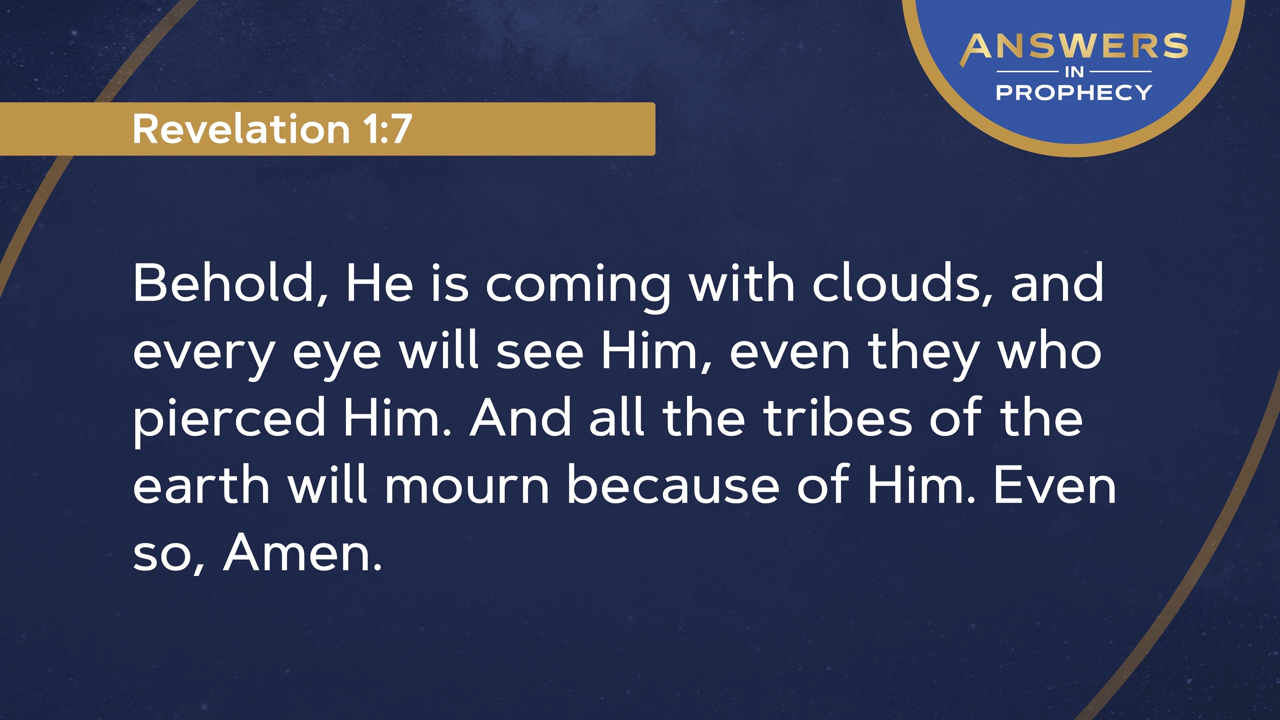 ANSWERS
IN
PROPHECY
Revelation 1:7
Behold, He is coming with clouds, and
every eye will see Him, even they who
pierced Him. And all the tribes of the
earth will mourn because of Him. Even
so, Amen.